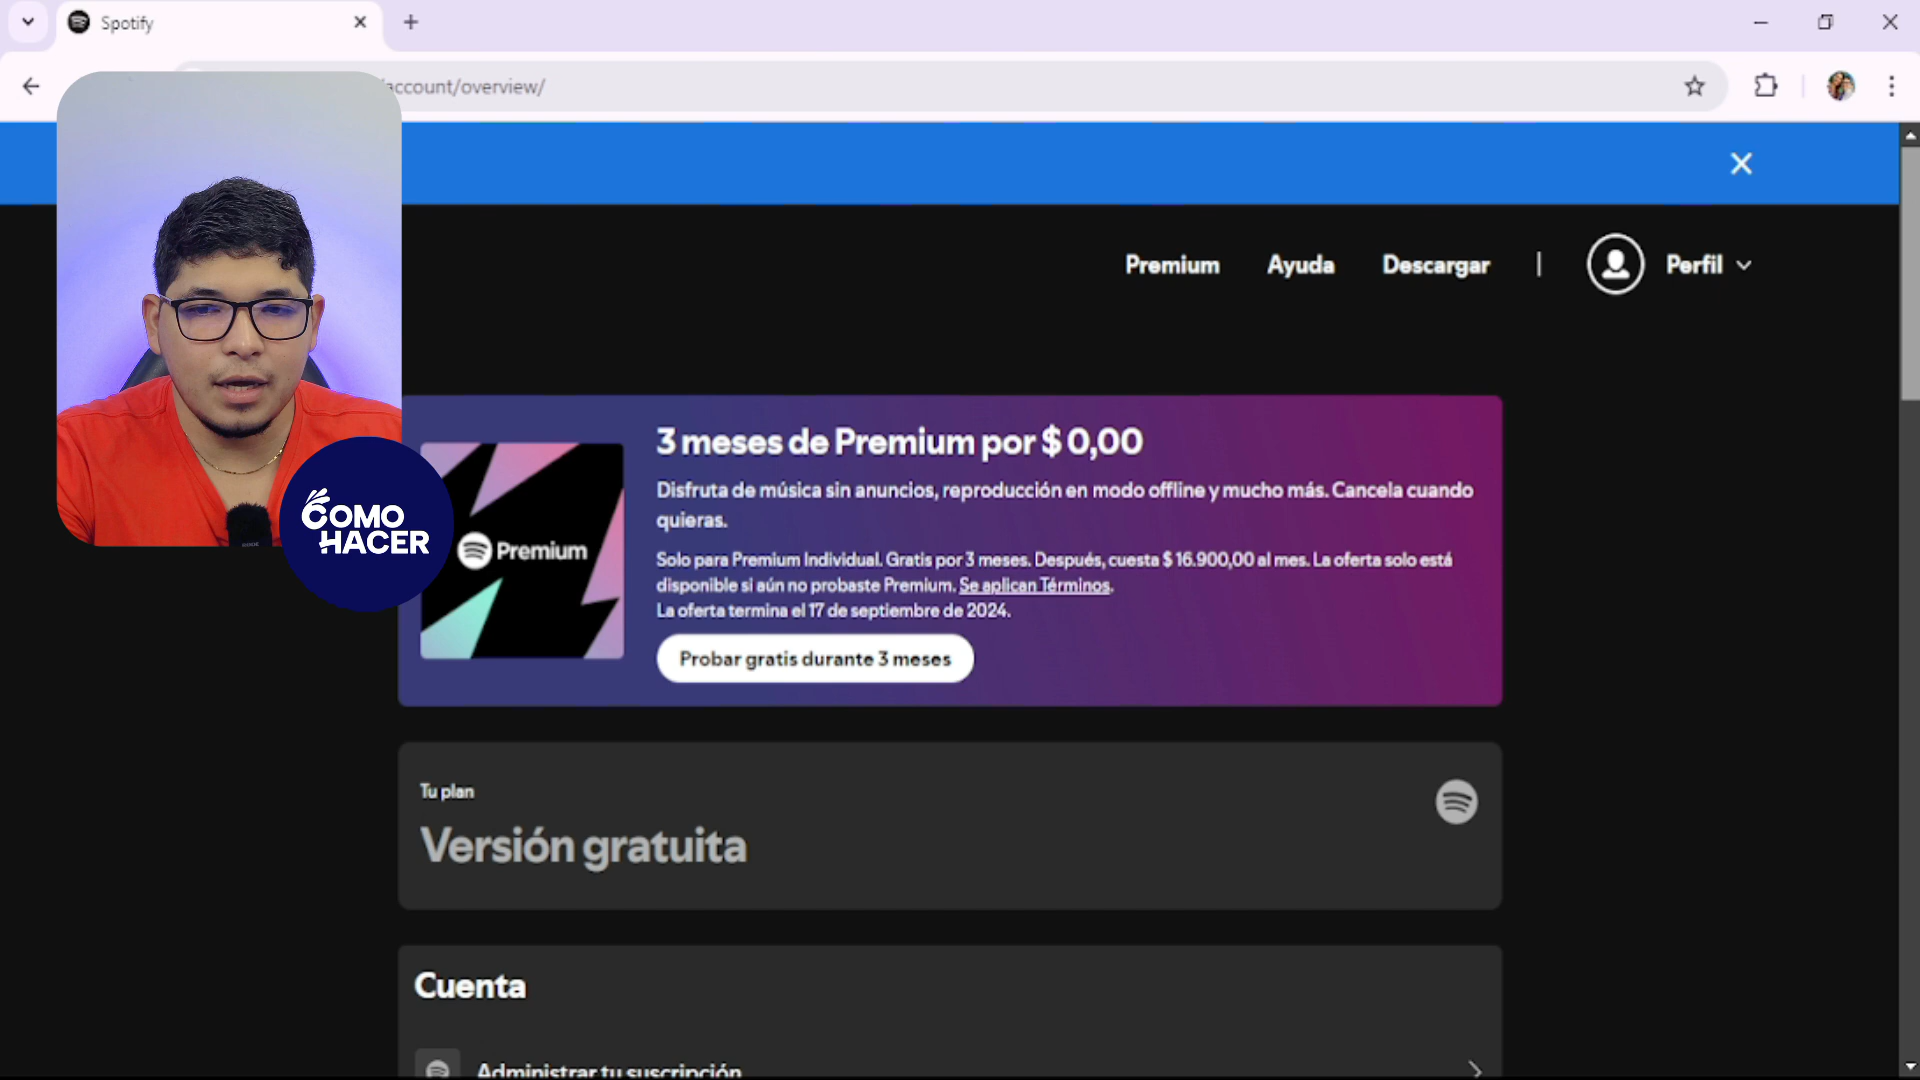 Spotify
account/overview/
Premium
Ayuda
Descargar
|
Perfil
3 meses de Premium por $ 0,00
Disfruta de música sin anuncios, reproducción en modo offline y mucho más. Cancela cuando
quieras.
Solo para Premium Individual. Gratis por 3 meses. Después, cuesta $ 16.900,00 al mes. La oferta solo está
disponible si aún no probaste Premium. Se aplican Términos.
La oferta termina el 17 de septiembre de 2024.
Probar gratis durante 3 meses
Premium
COMO
HACER
Tu plan
Versión gratuita
Cuenta
Administrar tu suscripción